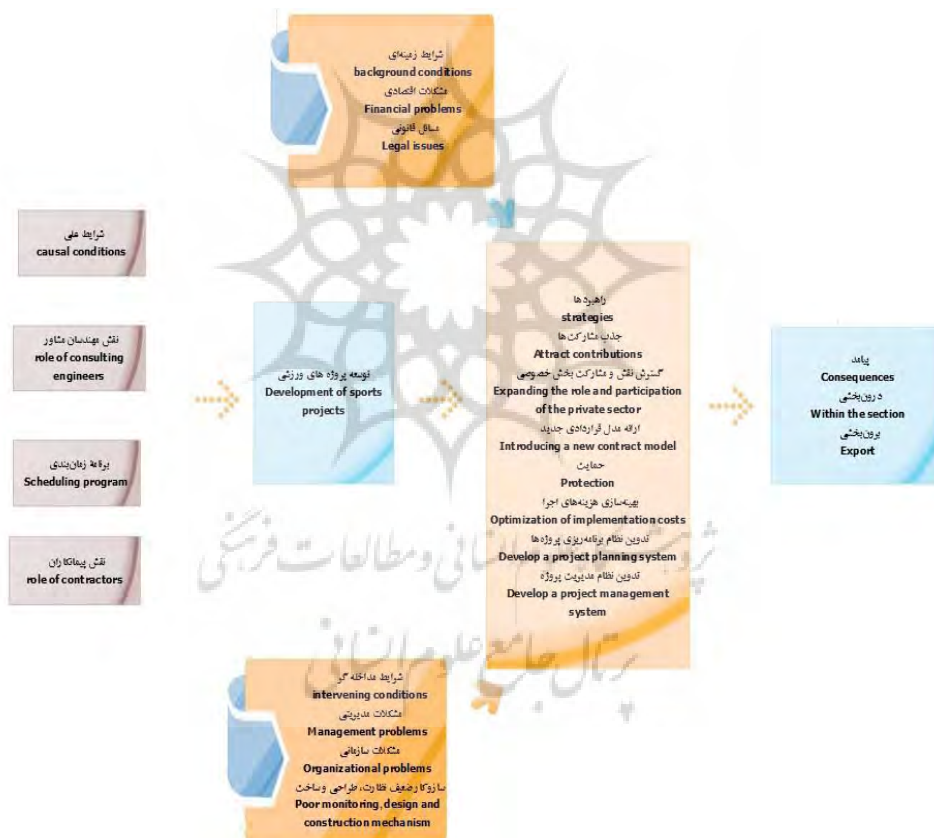 شرایط زمینه‌ای
background conditions
مشکلات اقتصادی
Financial problems
مسائل قانونی
Legal issues
شرایط علی
causal conditions
نقش مهندسان مشاور
role of consulting
engineers
برنامۀ زمان‌بندی
Scheduling program
نقش پیمانکاران
role of contractors
توسعه پروژه های ورزشی
Development of sports
projects
راهبردها
strategies
جذب مشارکت‌ها
Attract contributions
گسترش نقش و مشارکت بخش خصوصی
Expanding the role and participation
of the private sector
ارائه مدل قراردادی جدید
Introducing a new contract model
حمایت
Protection
بهینه‌سازی هزینه‌های اجرا
Optimization of implementation costs
تدوین نظام برنامه‌ریزی پروژه‌ها
Develop a project planning system
تدوین نظام مدیریت پروژه
Develop a project management
system
پیامد
Consequences
درون‌بخشی
Within the section
برون‌بخشی
Export
شرایط مداخله گر
intervening conditions
مشکلات مدیریتی
Management problems
مشکلات سازمانی
Organizational problems
سازوکار ضعیف نظارت، طراحی و ساخت
Poor monitoring, design and
construction mechanism
پرتال جامع علوم انسانی